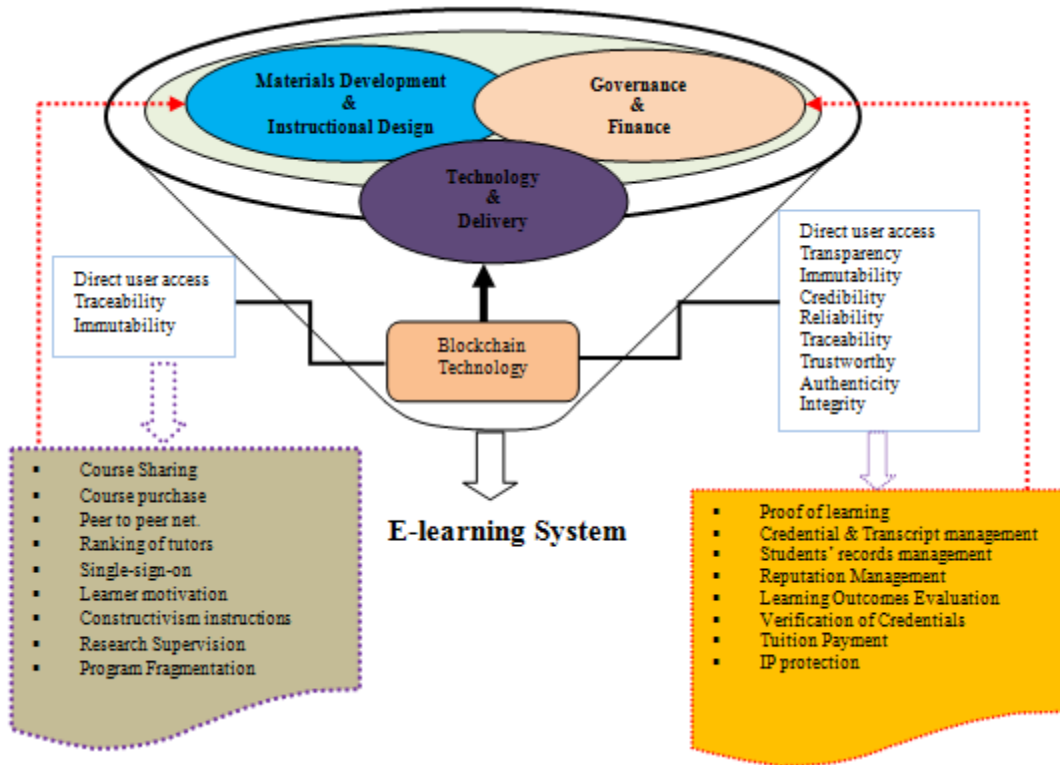 Materials Development
&
Instructional Design
Governance
&
Finance
Technology
&
Delivery
Direct user access
Traceability
Immutability
Blockchain
Technology
Direct user access
Transparency
Immutability
Credibility
Reliability
Traceability
Trustworthy
Authenticity
Integrity
▪ Course Sharing
▪ Course purchase
▪ Peer to peer net.
▪ Ranking of tutors
▪ Single-sign-on
▪ Learner motivation
▪ Constructivism instructions
▪ Research Supervision
▪ Program Fragmentation
E-learning System
▪ Proof of learning
▪ Credential & Transcript management
▪ Students' records management
▪ Reputation Management
▪ Learning Outcomes Evaluation
▪ Verification of Credentials
▪ Tuition Payment
▪ IP protection